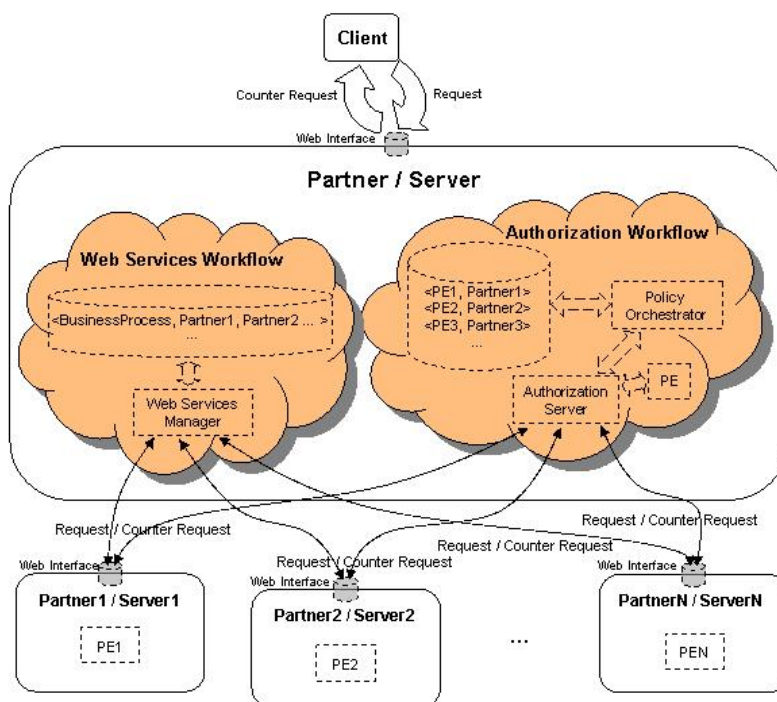 Client
Counter Request
Request
Web Interface
Partner / Server
Web Services Workflow
<BusinessProcess, Partner1, Partner2 ... >
...
Web Services
Manager
Authorization Workflow
<PE1, Partner1>
<PE2, Partner2>
<PE3, Partner3>
...
Policy
Orchestrator
PE
Authorization
Server
Request / Counter Request
Request / Counter Request
Request / Counter Request
Request / Counter Request
Web Interface
Partner1 / Server1
PE1
Web Interface
Partner2 / Server2
PE2
...
Web Interface
PartnerN / ServerN
PEN